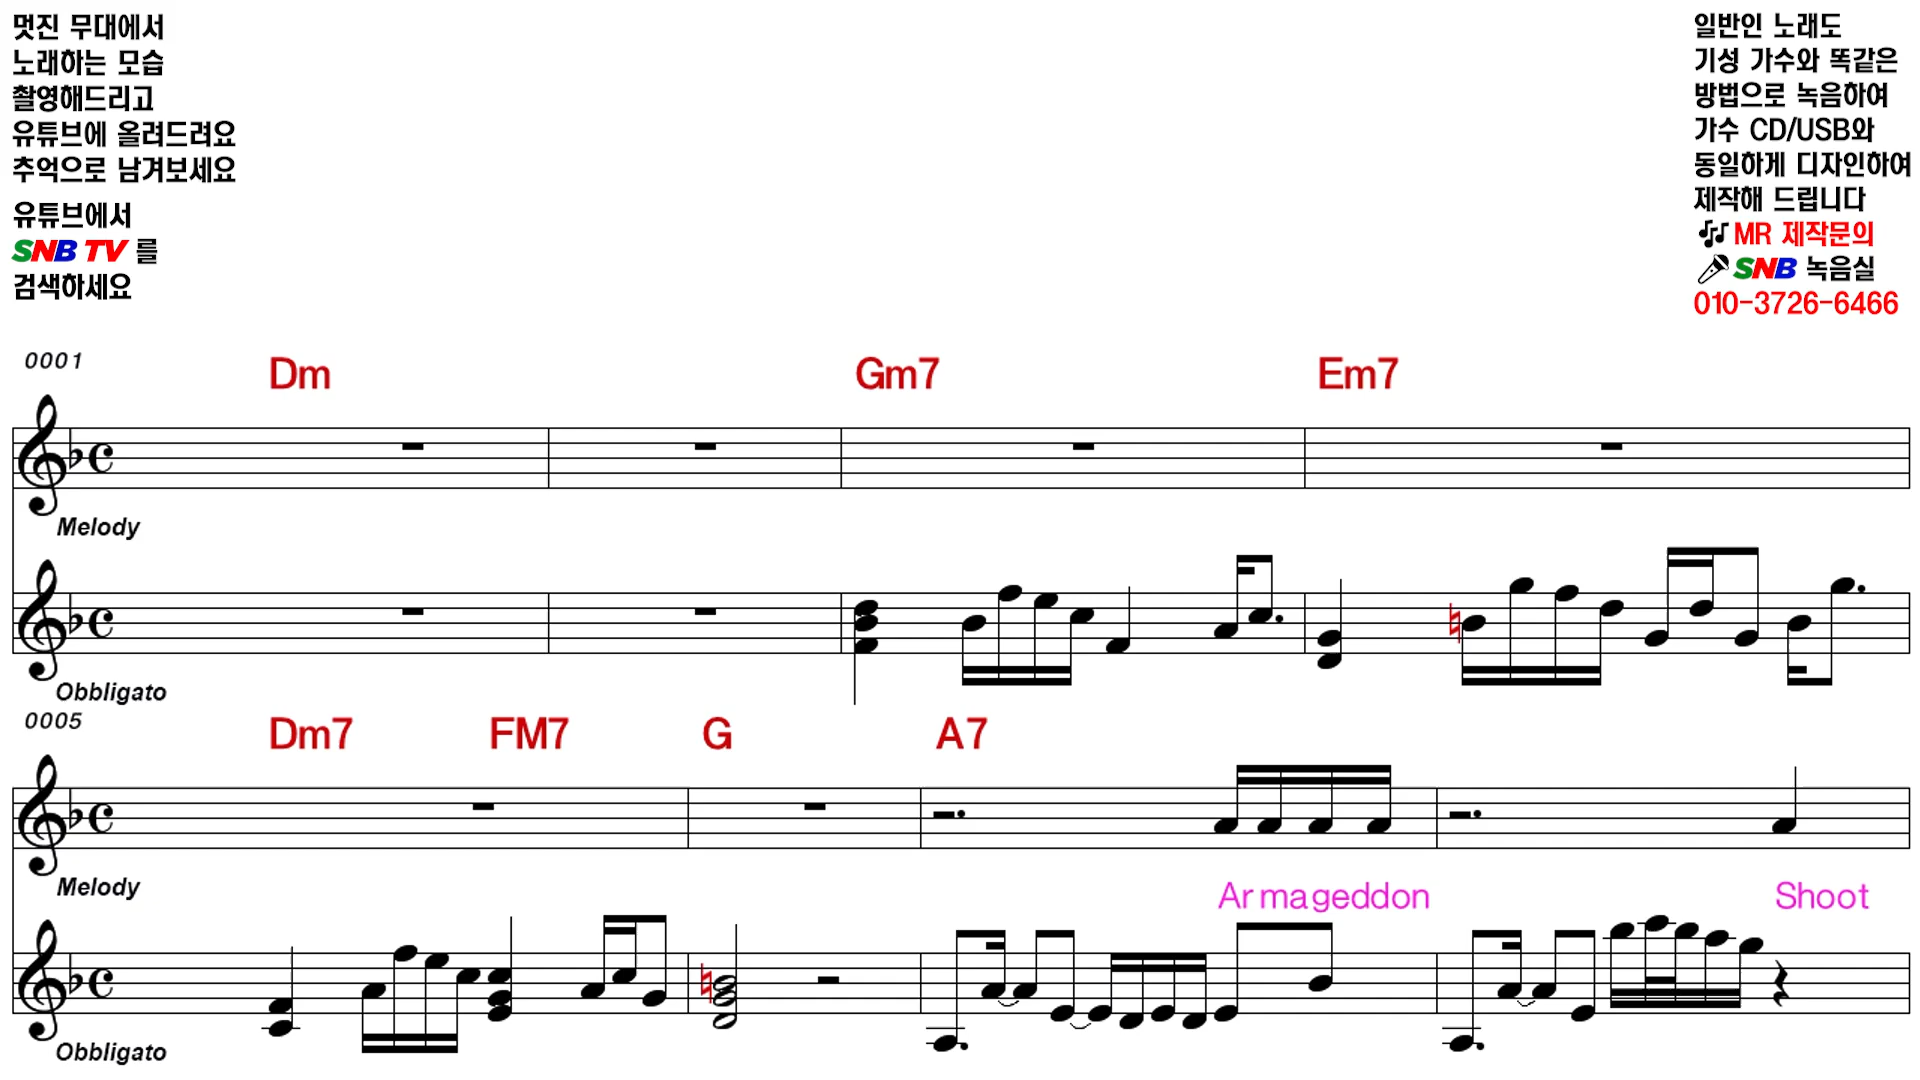 멋진 무대에서
노래하는 모습
촬영해드리고
유튜브에 올려드려요
추억으로 남겨보세요
유튜브에서
SNB TV 를
검색하세요
일반인 노래도
기성 가수와 똑같은
방법으로 녹음하여
가수 CD/USB와
동일하게 디자인하여
제작해 드립니다
MR 제작문의
SNB 녹음실
010-3726-6466
0001
Dm Gm7 Em7
Melody
Obbligato
0005
Dm7 FM7 G A7
Melody
Armageddon Shoot
Obbligato